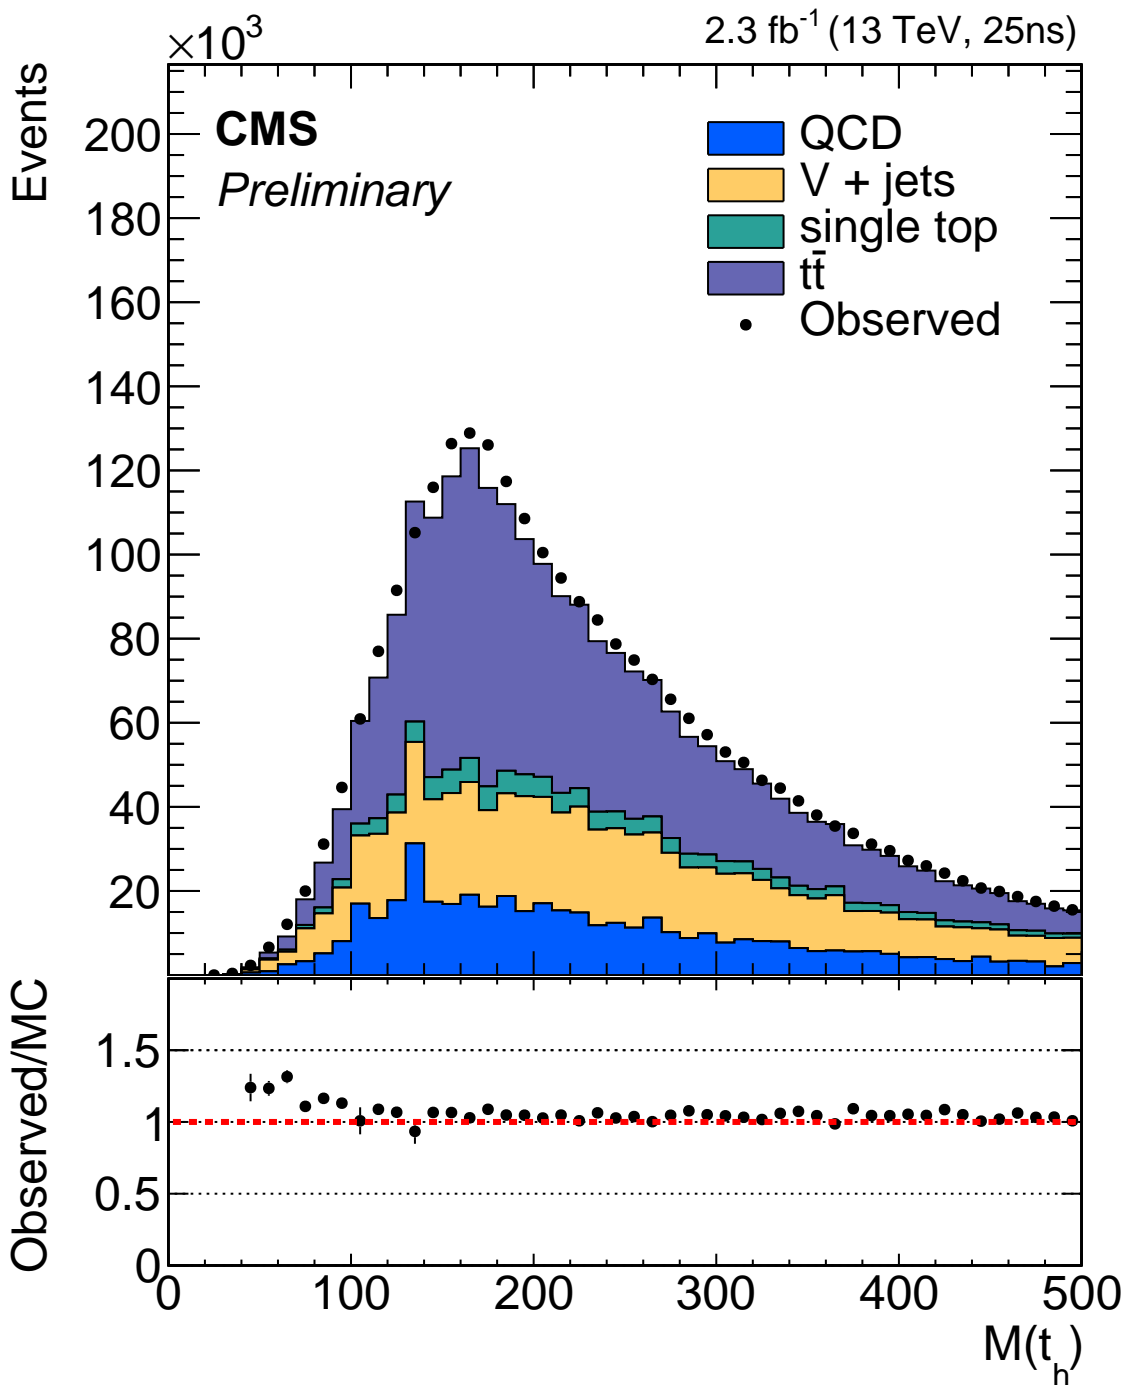 ×10³
2.3 fb⁻¹ (13 TeV, 25ns)
Events
CMS
Preliminary
QCD
V + jets
single top
tt̄
Observed
200
180
160
140
120
100
80
60
40
20
Observed/MC
1.5
1
0.5
0
0 100 200 300 400 500
M(t_h)